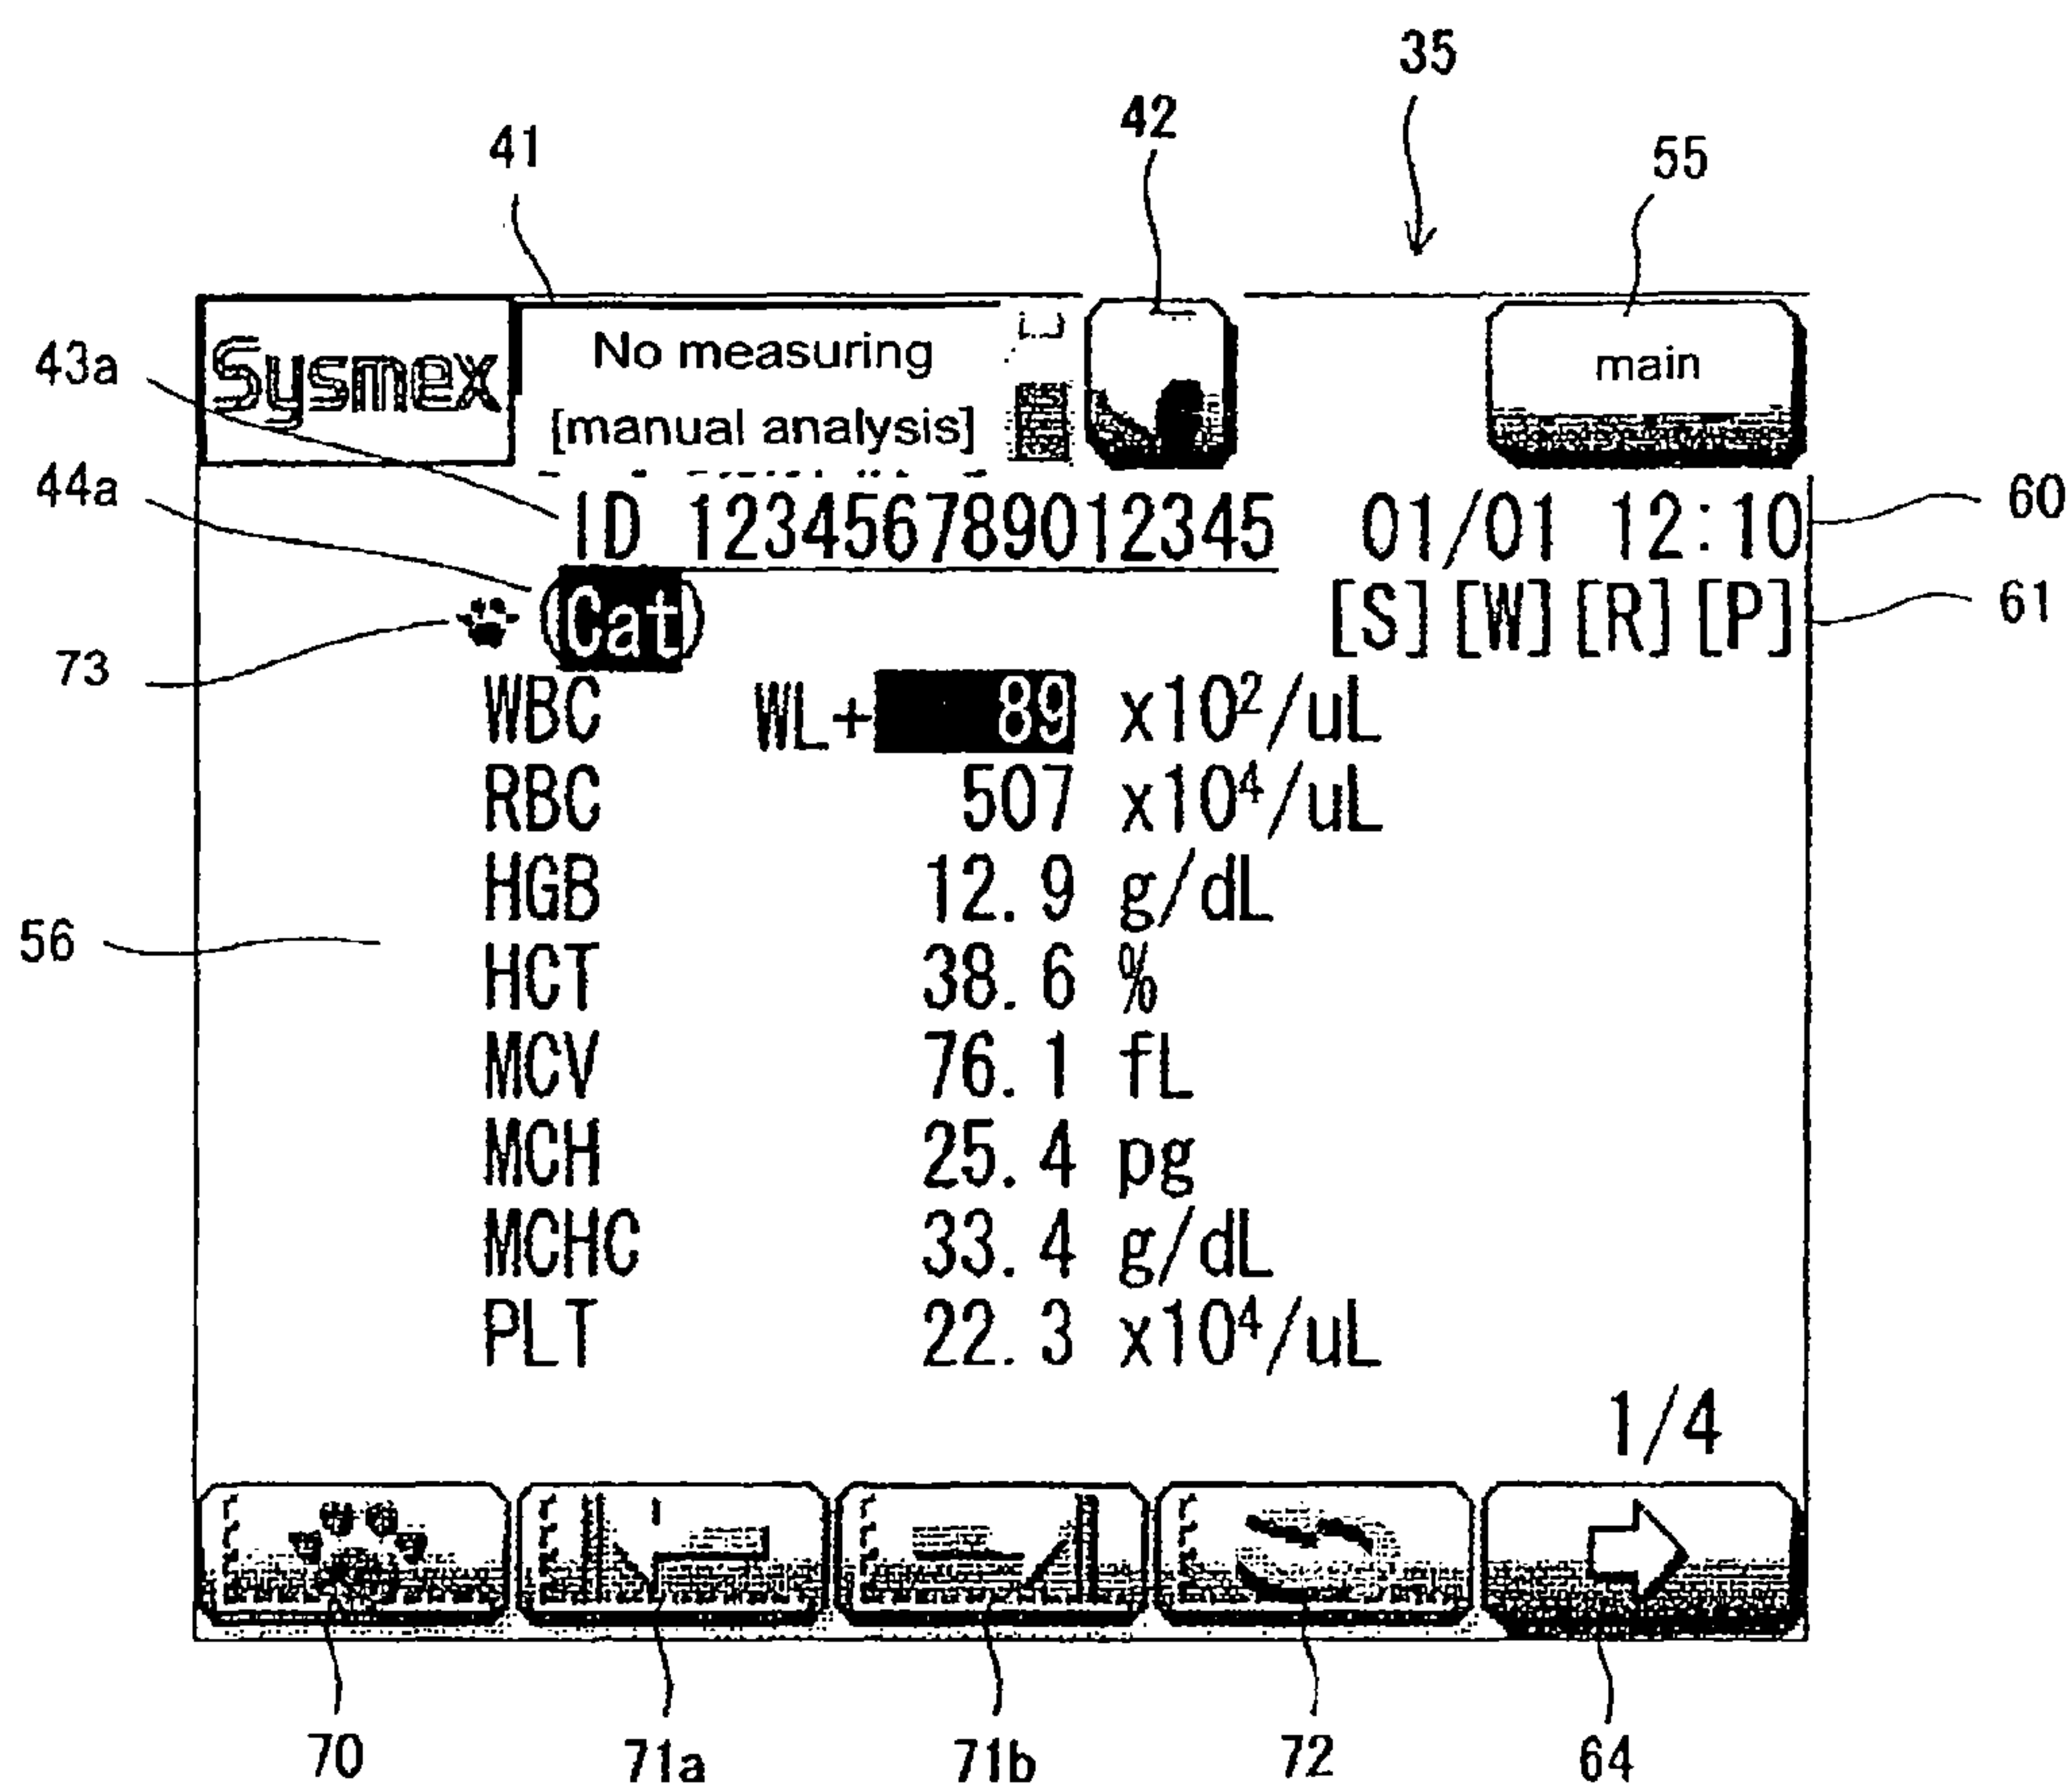 35
42
41
55
Sysmex
No measuring
[manual analysis]
main
43a
44a
ID 123456789012345 01/01 12:10
60
(Cat) [S][W][R][P]
61
73
WBC WL+ 89 x10²/uL
RBC 507 x10⁴/uL
HGB 12.9 g/dL
56
HCT 38.6 %
MCV 76.1 fL
MCH 25.4 pg
MCHC 33.4 g/dL
PLT 22.3 x10⁴/uL
1/4
70 71a 71b 72 64